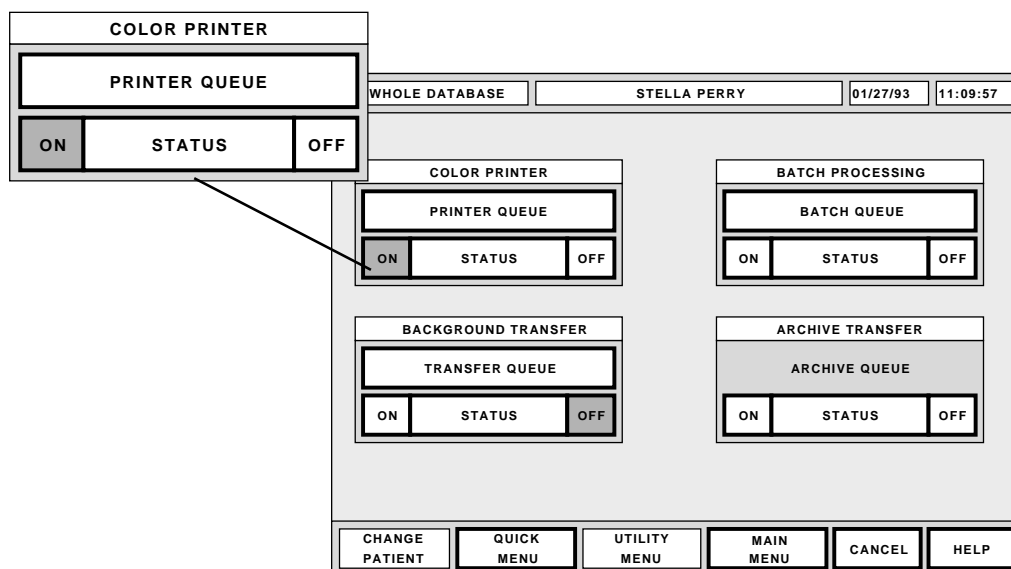 COLOR PRINTER
PRINTER QUEUE
ON STATUS OFF
WHOLE DATABASE STELLA PERRY 01/27/93 11:09:57
COLOR PRINTER
PRINTER QUEUE
ON STATUS OFF
BATCH PROCESSING
BATCH QUEUE
ON STATUS OFF
BACKGROUND TRANSFER
TRANSFER QUEUE
ON STATUS OFF
ARCHIVE TRANSFER
ARCHIVE QUEUE
ON STATUS OFF
CHANGE
PATIENT
QUICK
MENU
UTILITY
MENU
MAIN
MENU
CANCEL
HELP